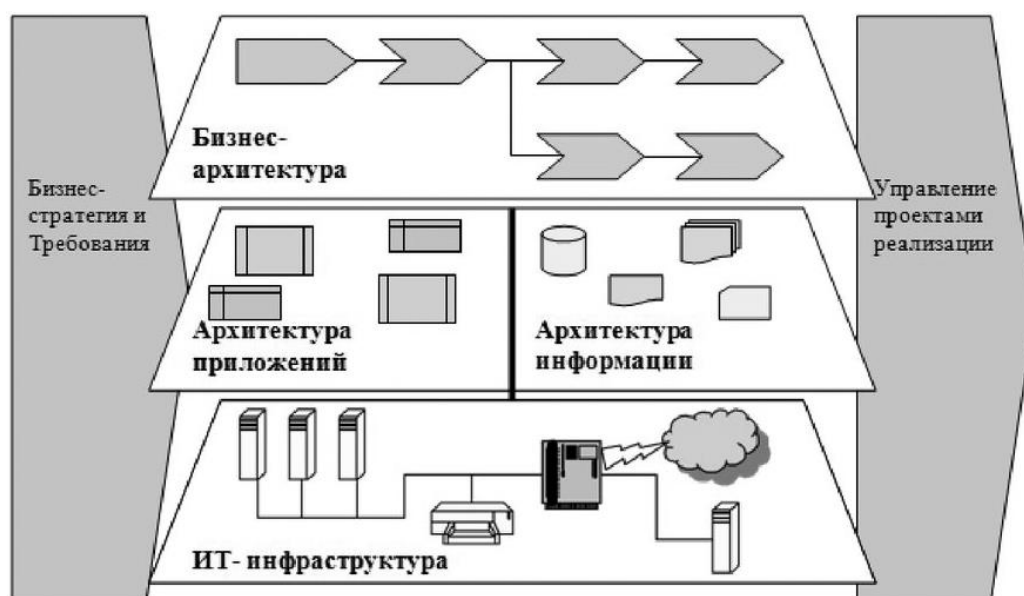 Бизнес-
архитектура
Бизнес-
стратегия и
Требования
Управление
проектами
реализации
Архитектура
приложений
Архитектура
информации
ИТ- инфраструктура